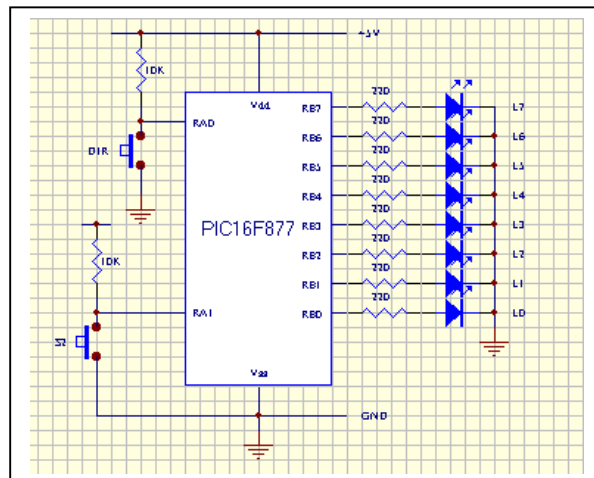 +5V
10K
Vdd
220
RB7
L7
RA0
220
RB6
L6
DIR
220
RB5
L5
220
RB4
L4
PIC16F877
220
RB3
L3
220
RB2
L2
10K
220
RB1
L1
220
RA1
RB0
L0
S2
Vss
GND